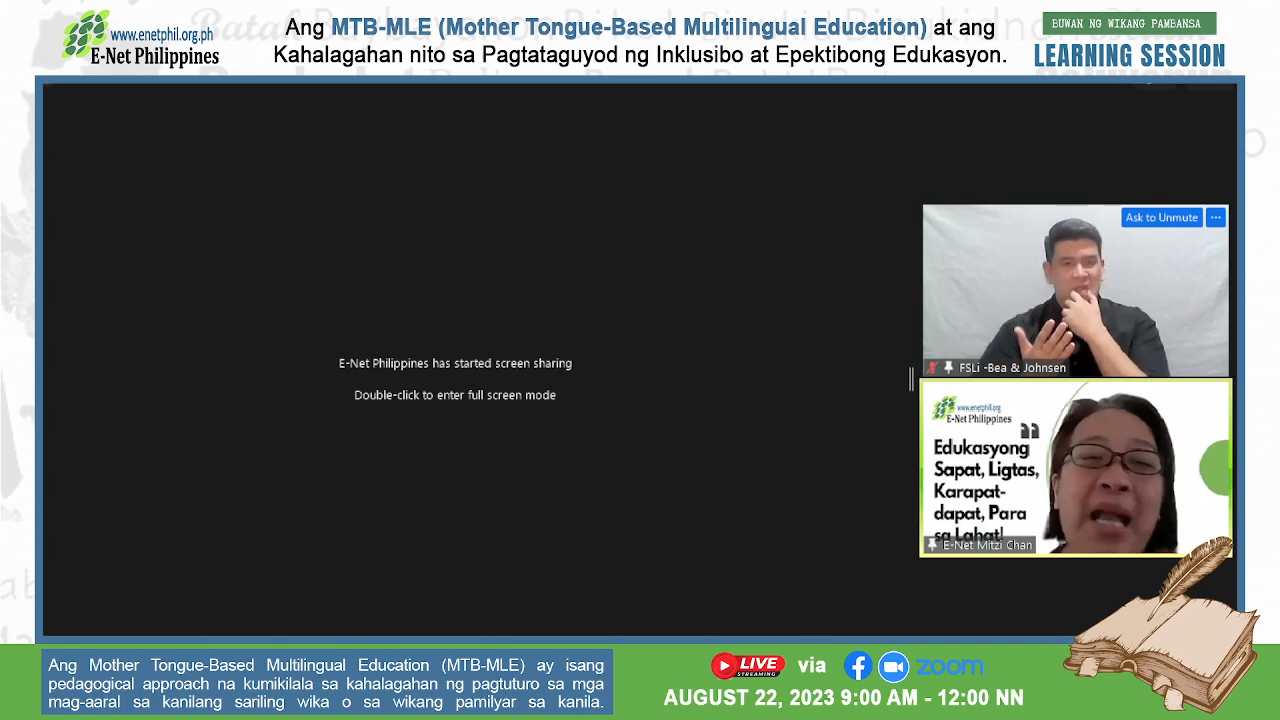 www.enetphil.org.ph
E-Net Philippines
Ang MTB-MLE (Mother Tongue-Based Multilingual Education) at ang
Kahalagahan nito sa Pagtataguyod ng Inklusibo at Epektibong Edukasyon.
BUWAN NG WIKANG PAMBANSA
LEARNING SESSION
E-Net Philippines has started screen sharing
Double-click to enter full screen mode
Ask to Unmute
FSLi -Bea & Johnsen
www.enetphil.org
E-Net Philippines
Edukasyong
Sapat, Ligtas,
Karapat-
dapat, Para
sa Lahat!
E-Net Mitzi Chan
Ang Mother Tongue-Based Multilingual Education (MTB-MLE) ay isang
pedagogical approach na kumikilala sa kahalagahan ng pagtuturo sa mga
mag-aaral sa kanilang sariling wika o sa wikang pamilyar sa kanila.
LIVE
STREAMING
via
zoom
AUGUST 22, 2023 9:00 AM - 12:00 NN